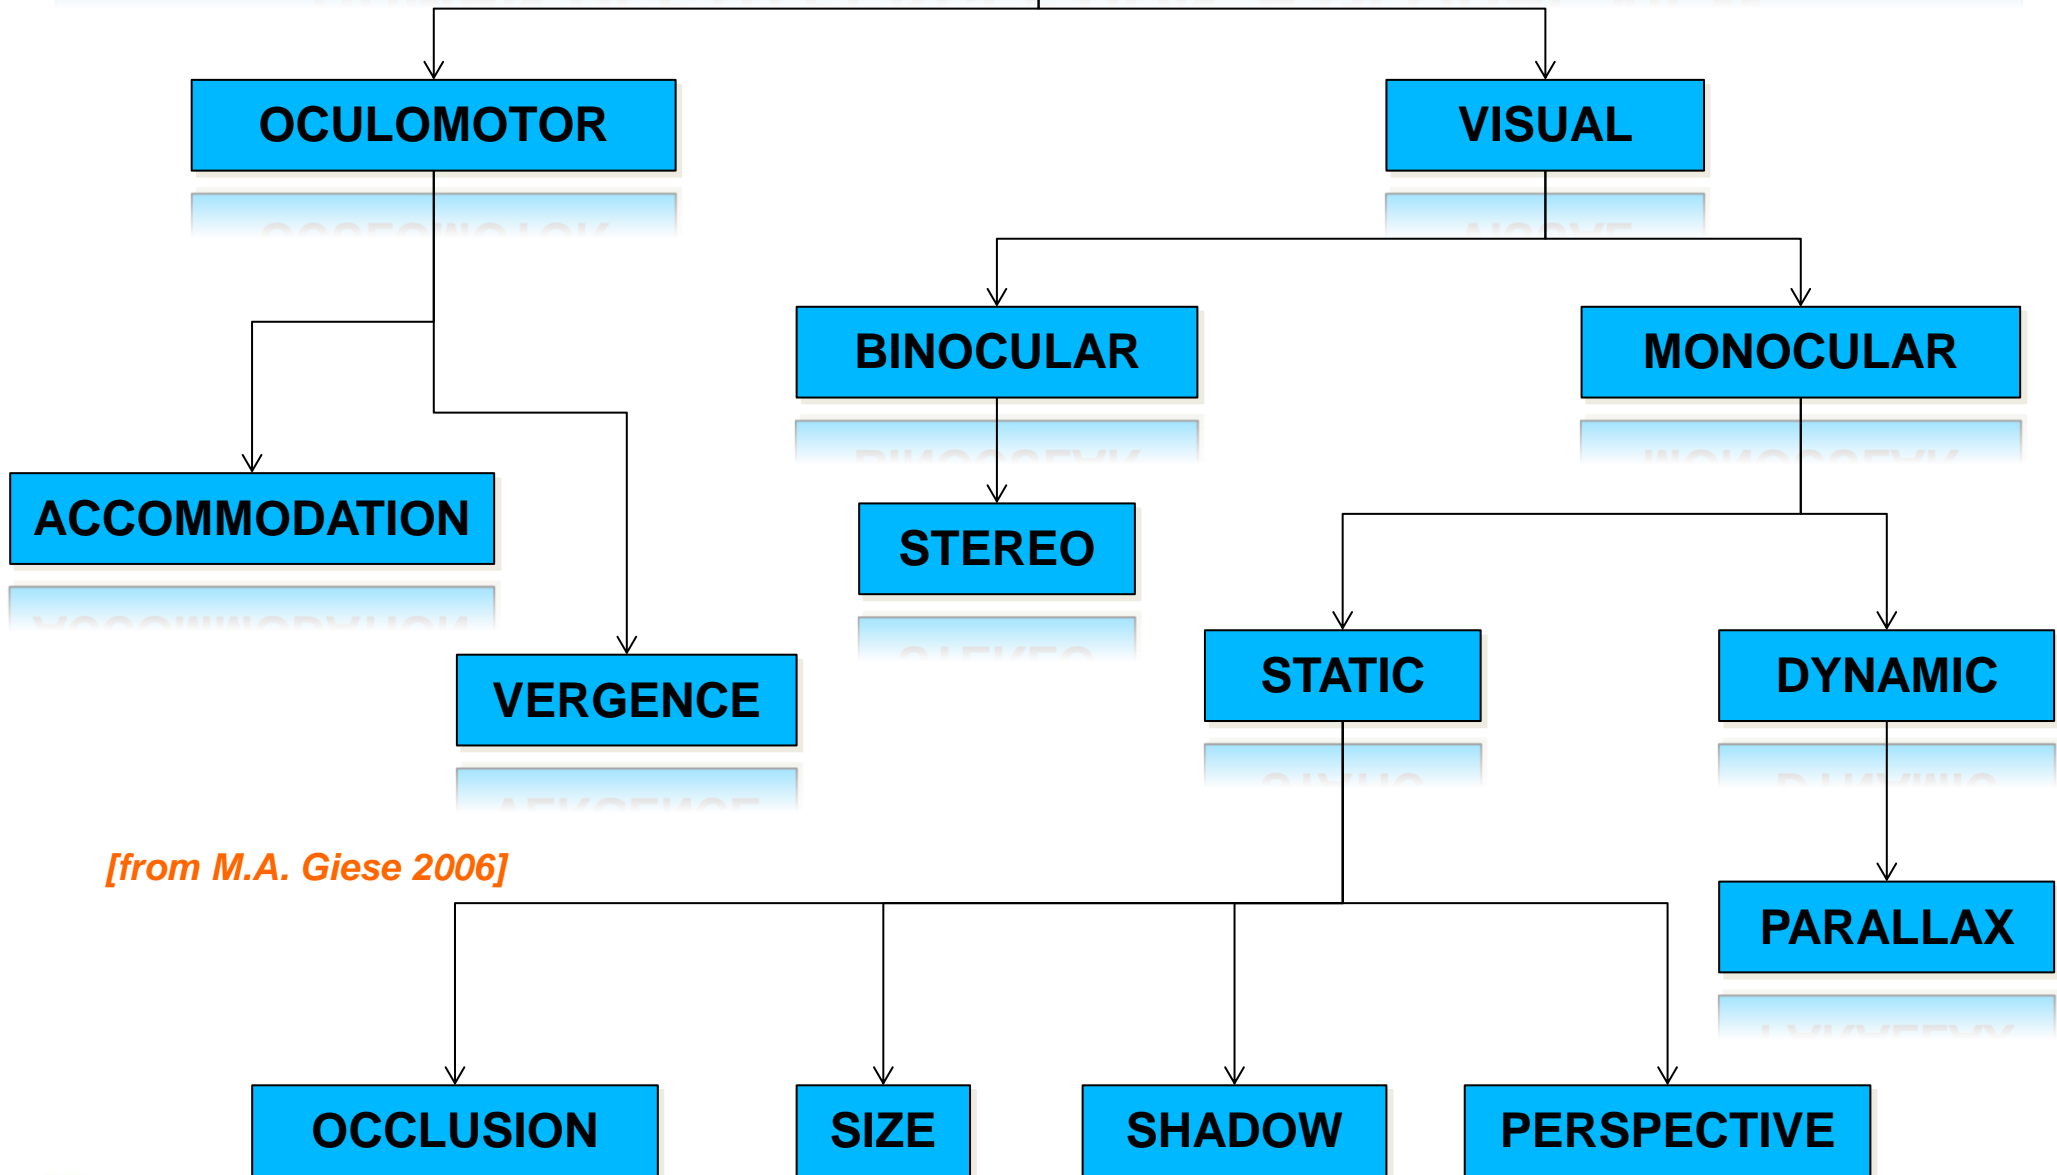 OCULOMOTOR
VISUAL
BINOCULAR
MONOCULAR
ACCOMMODATION
STEREO
VERGENCE
STATIC
DYNAMIC
[from M.A. Giese 2006]
PARALLAX
OCCLUSION
SIZE
SHADOW
PERSPECTIVE